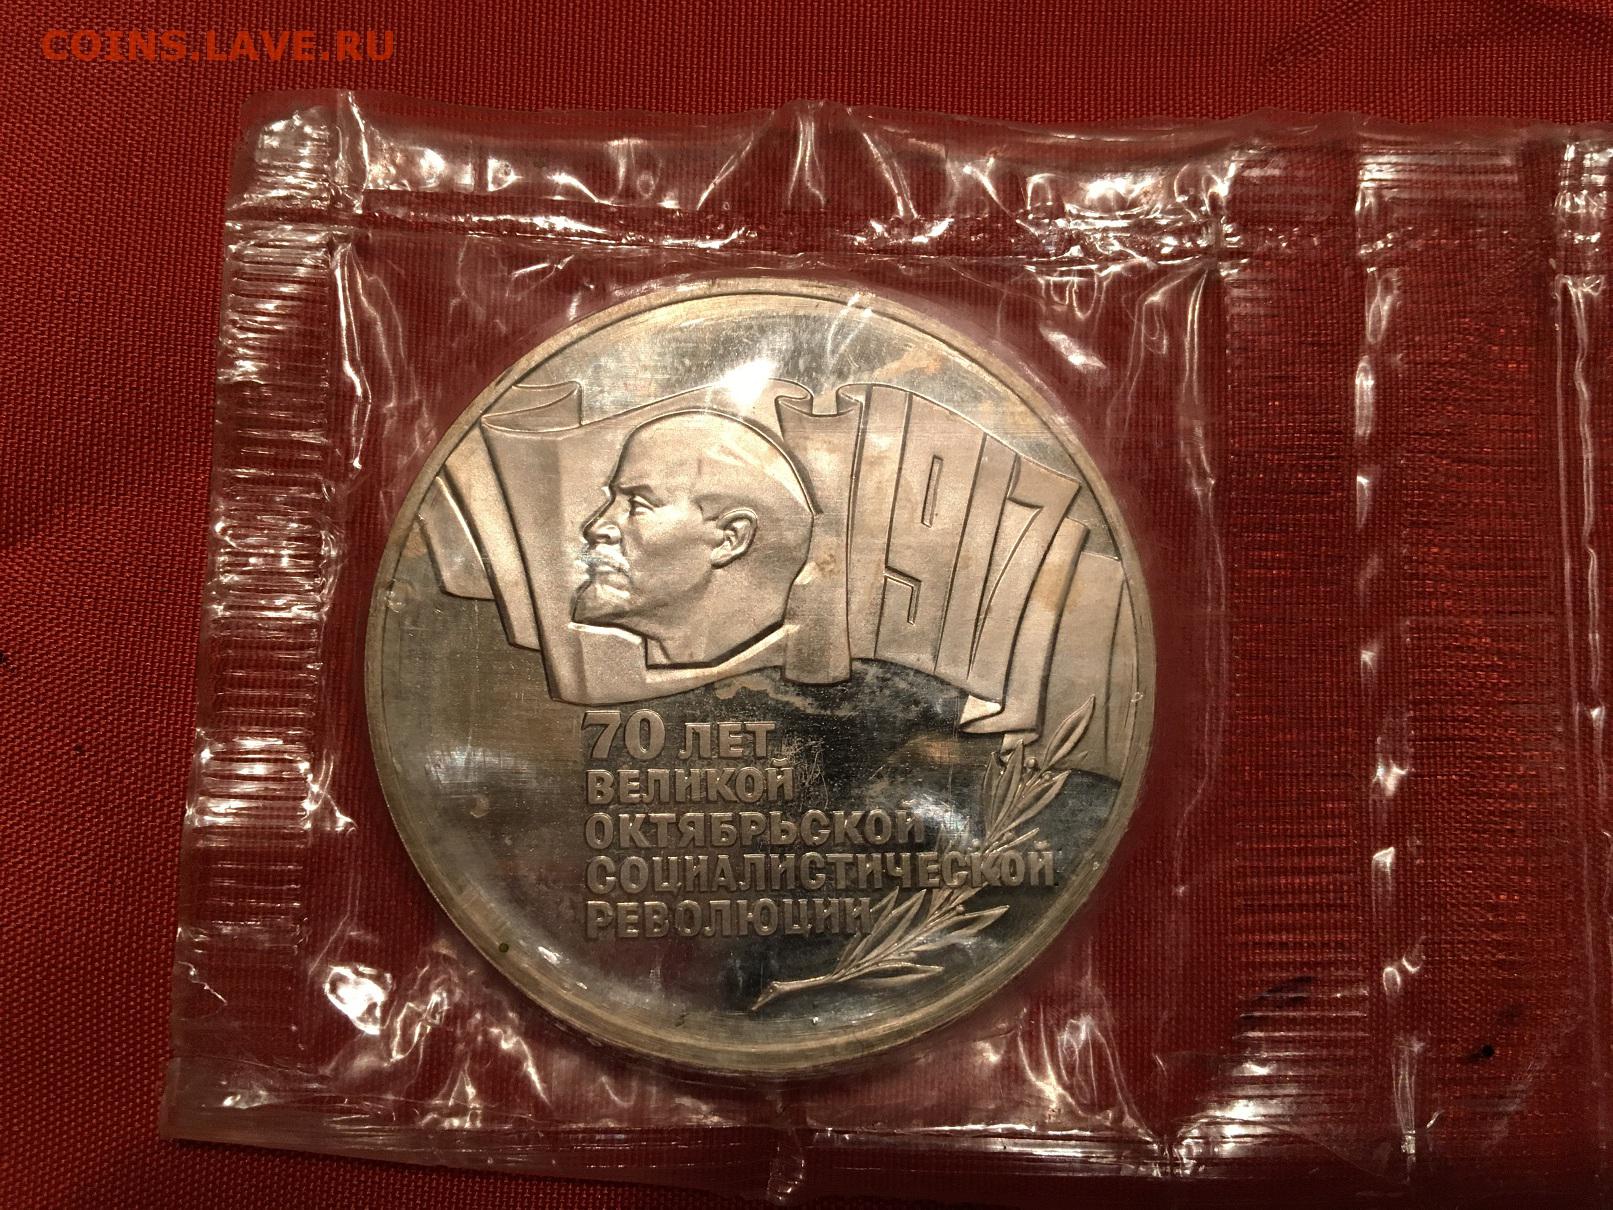 COINS.LAVE.RU
1917
70 ЛЕТ
ВЕЛИКОЙ
ОКТЯБРЬСКОЙ
СОЦИАЛИСТИЧЕСКОЙ
РЕВОЛЮЦИИ